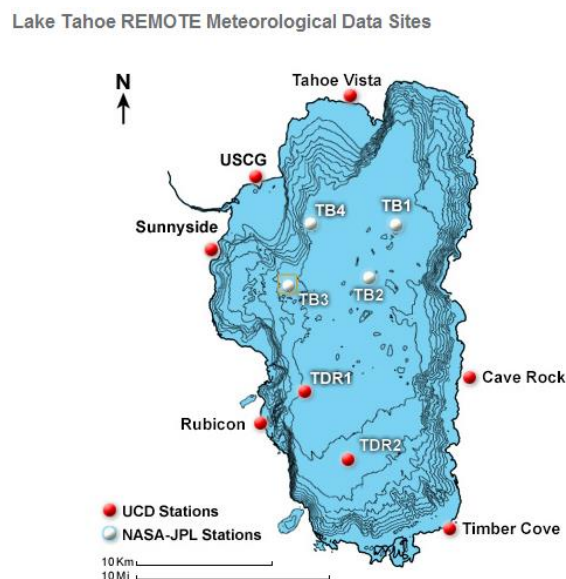 Lake Tahoe REMOTE Meteorological Data Sites
N
Tahoe Vista
USCG
TB4
TB1
Sunnyside
TB2
TB3
TDR1
Cave Rock
Rubicon
TDR2
UCD Stations
NASA-JPL Stations
Timber Cove
10 Km
10 Mi